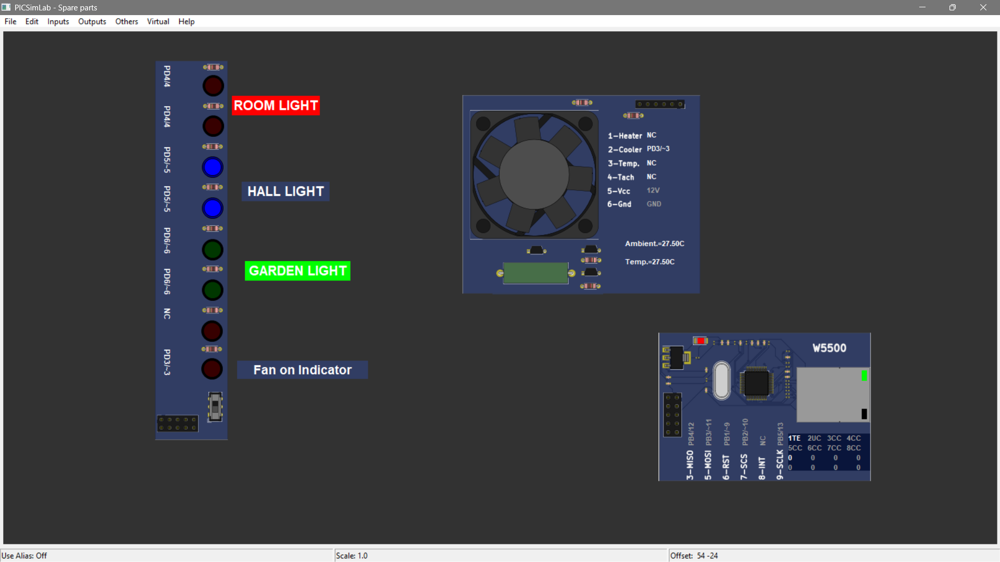 PICSimLab - Spare parts
File Edit Inputs Outputs Others Virtual Help
PD4/4
PD4/4
PD5/~5
PD5/~5
PD6/~6
PD6/~6
NC
PD3/~3
ROOM LIGHT
HALL LIGHT
GARDEN LIGHT
Fan on Indicator
1-Heater NC
2-Cooler PD3/~3
3-Temp. NC
4-Tach NC
5-Vcc 12V
6-Gnd GND
Ambient.=27.50C
Temp.=27.50C
W5500
3-MISO PB4/12
5-MOSI PB3/~11
6-RST PB1/~9
7-SCS PB2/~10
8-INT NC
9-SCLK PB5/13
1TE 2UC 3CC 4CC
5CC 6CC 7CC 8CC
0 0 0 0
0 0 0 0
Use Alias: Off
Scale: 1.0
Offset: 54 -24